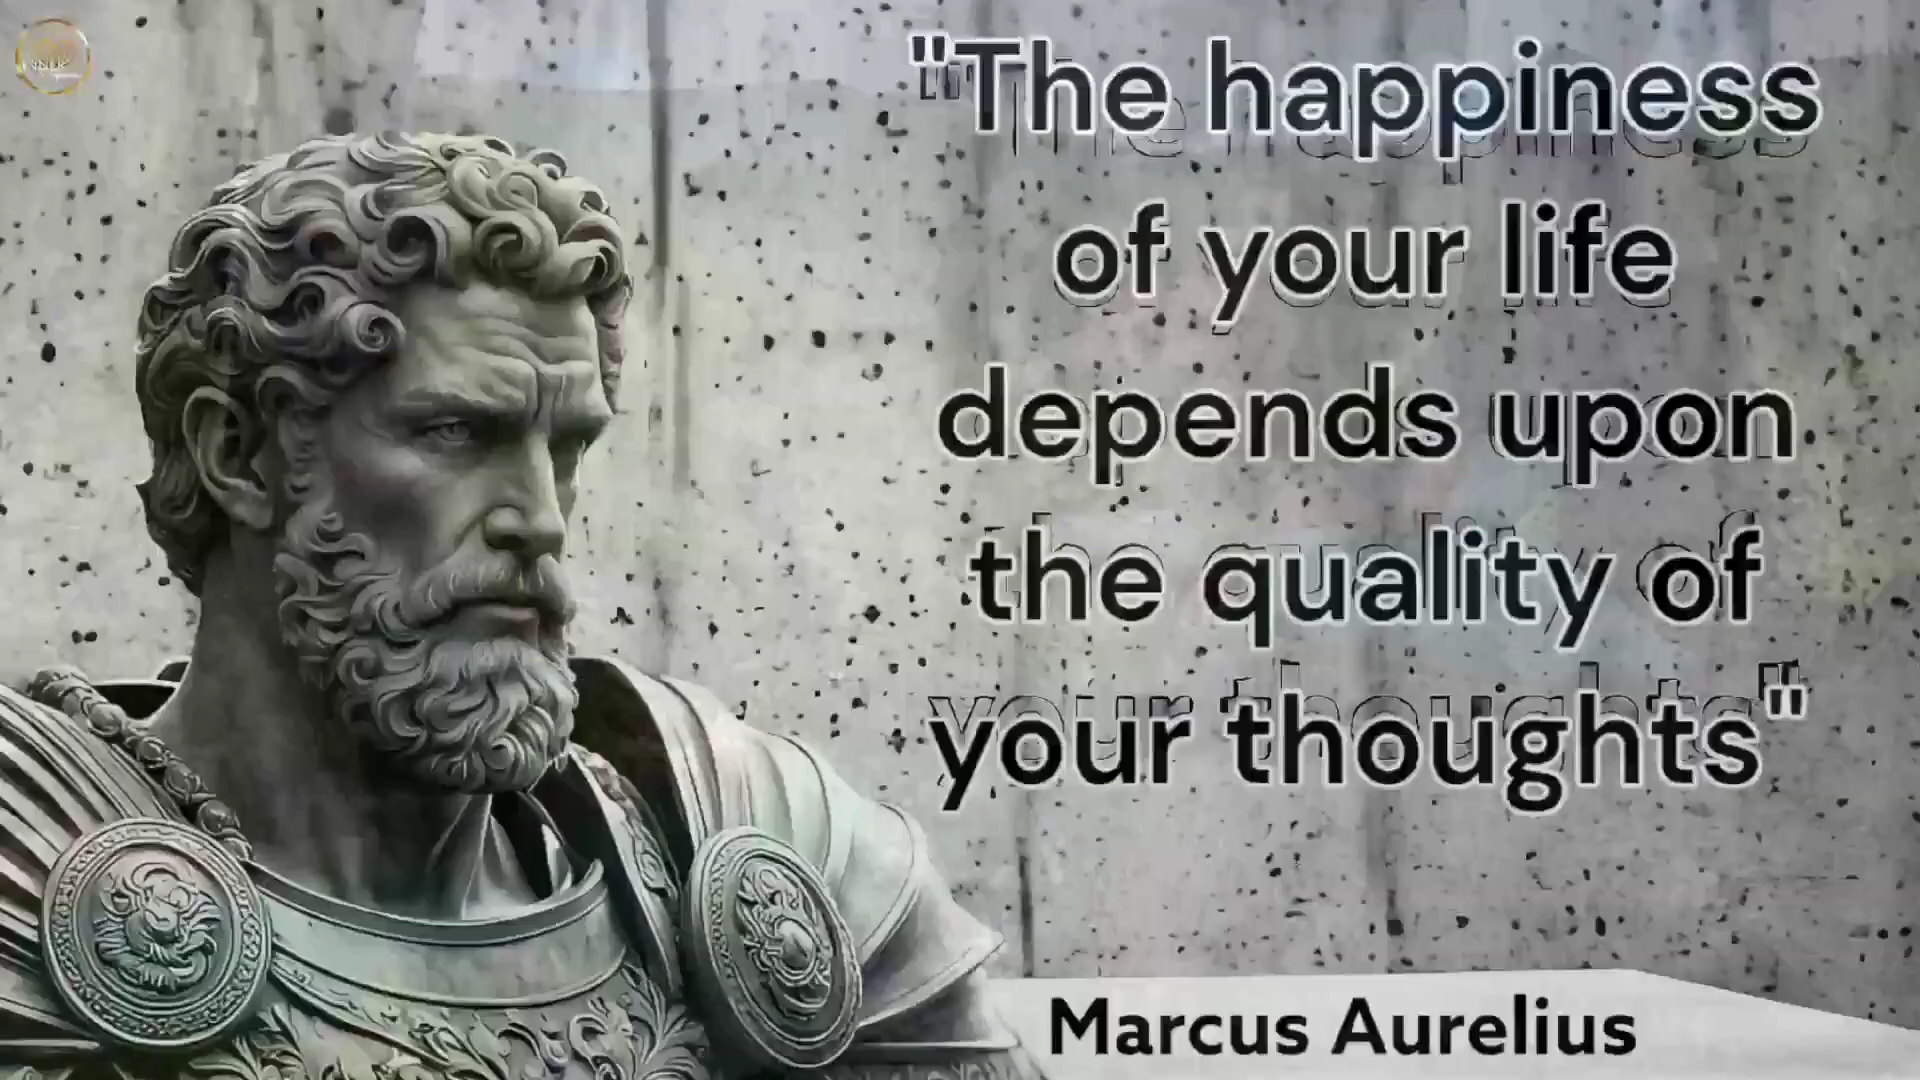 "The happiness
of your life
depends upon
the quality of
your thoughts"
Marcus Aurelius